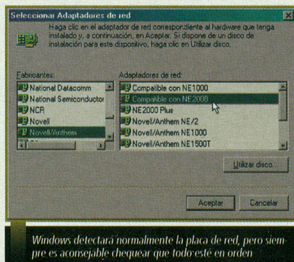 Seleccionar Adaptadores de red
Haga clic en el adaptador de red correspondiente al hardware que tenga
instalado y, a continuación, en Aceptar. Si dispone de un disco de
instalación para este dispositivo, haga clic en Utilizar disco.
Fabricantes:
National Datacomm
National Semiconductor
NCR
Novell
Novell/Anthem
Adaptadores de red:
Compatible con NE1000
Compatible con NE2000
NE2000 Plus
Novell/Anthem NE/2
Novell/Anthem NE1000
Novell/Anthem NE1500T
Utilizar disco...
Aceptar
Cancelar
Windows detectará normalmente la placa de red, pero siem-
pre es aconsejable chequear que todo esté en orden